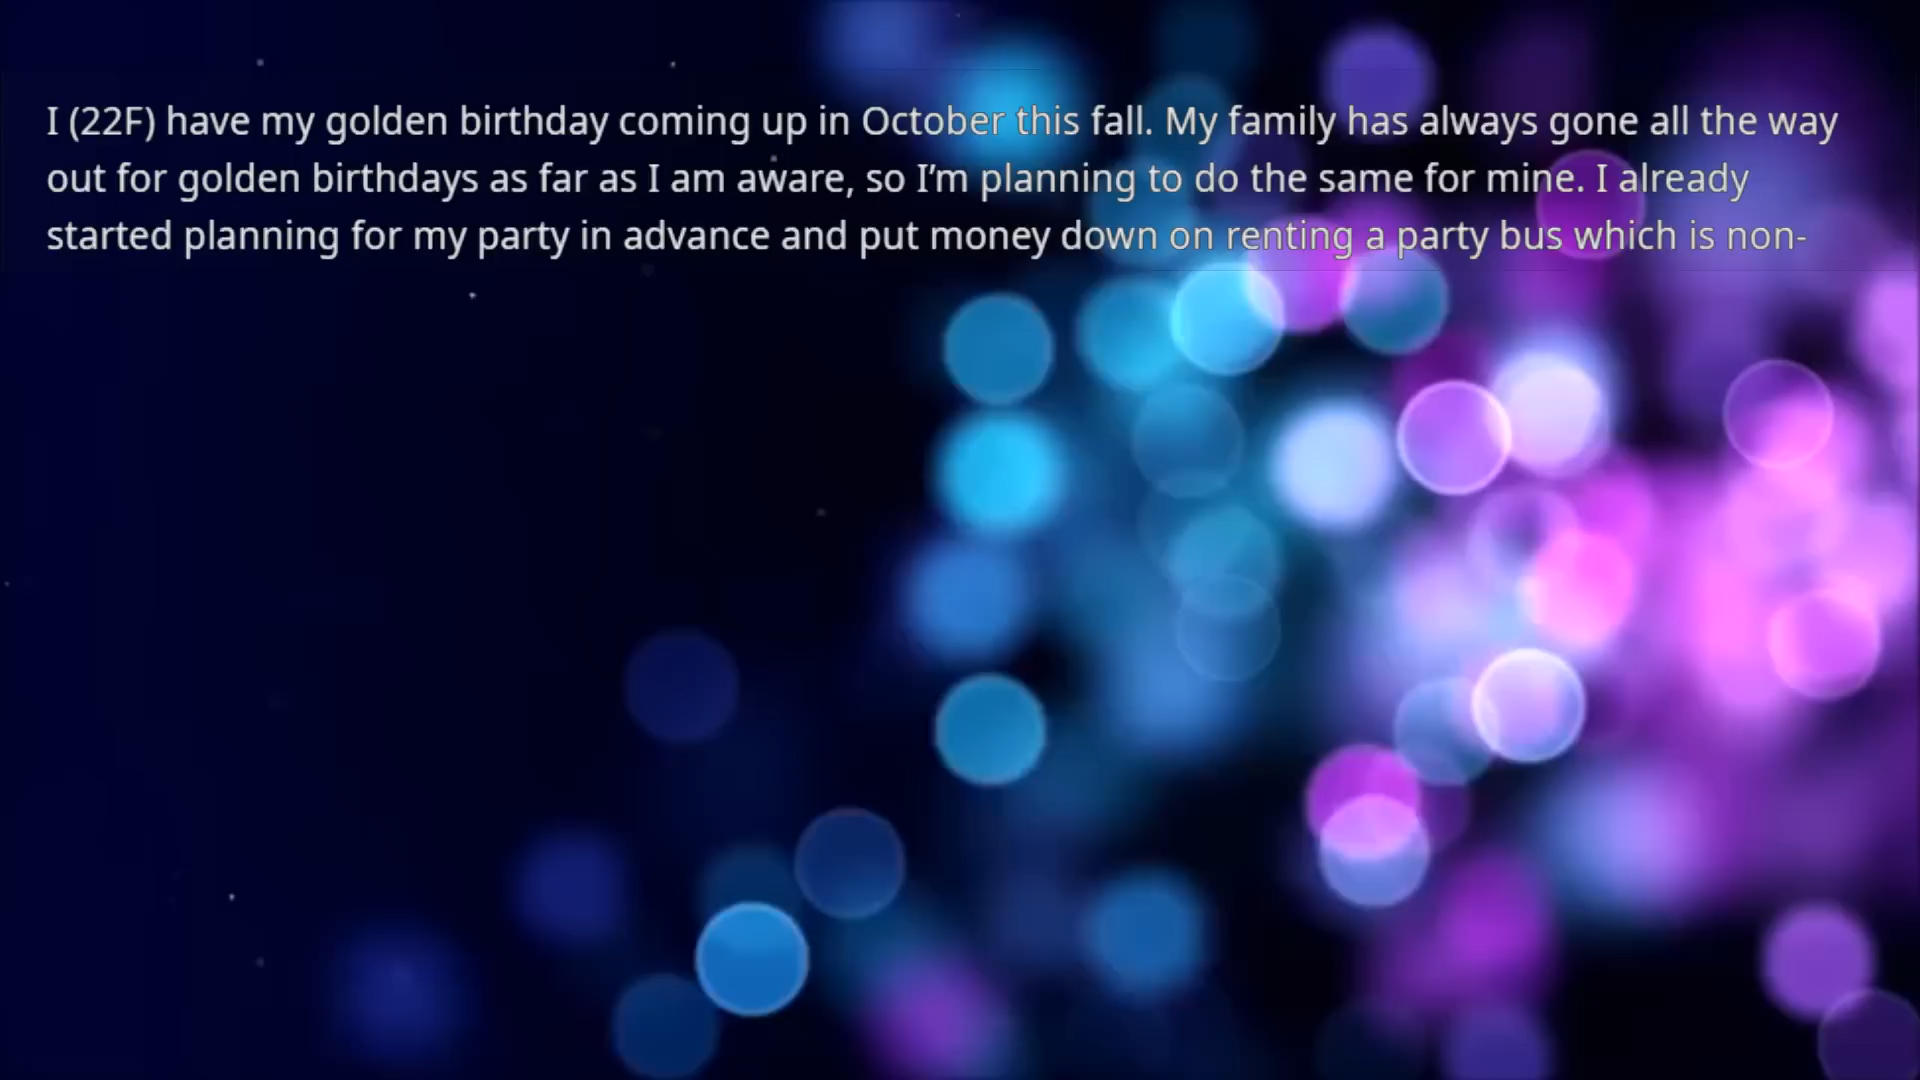 I (22F) have my golden birthday coming up in October this fall. My family has always gone all the way
out for golden birthdays as far as I am aware, so I’m planning to do the same for mine. I already
started planning for my party in advance and put money down on renting a party bus which is non-